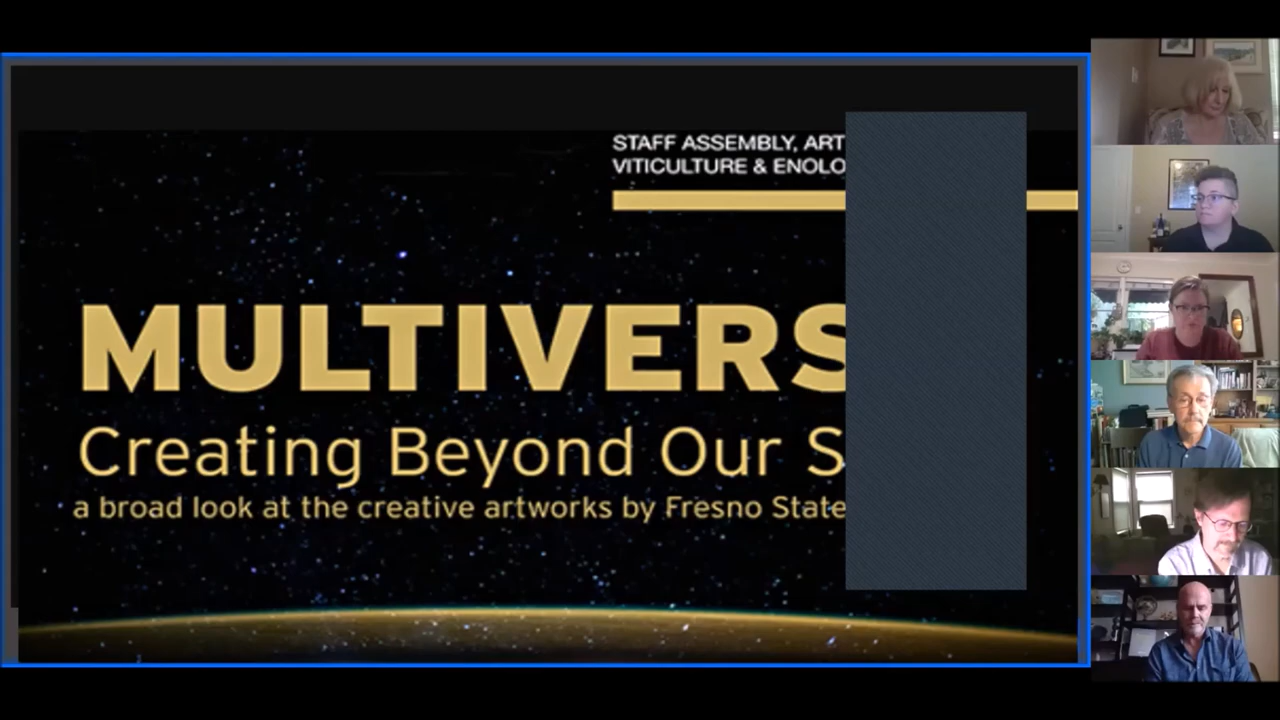 STAFF ASSEMBLY, ART
VITICULTURE & ENOLO
MULTIVERS
Creating Beyond Our S
a broad look at the creative artworks by Fresno State